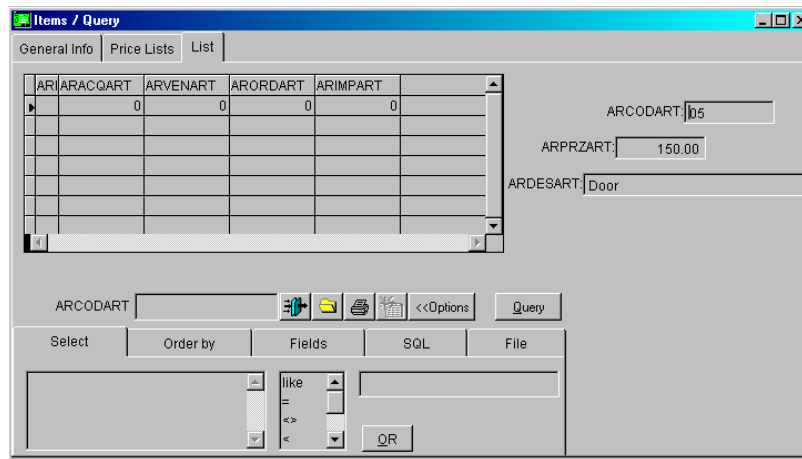 Items / Query
General Info Price Lists List
ARI ARACQART ARVENART ARORDART ARIMPART
0 0 0 0
ARCODART: 05
ARPRZART: 150.00
ARDESART: Door
ARCODART <<Options Query
Select Order by Fields SQL File
like
=
<>
<
OR